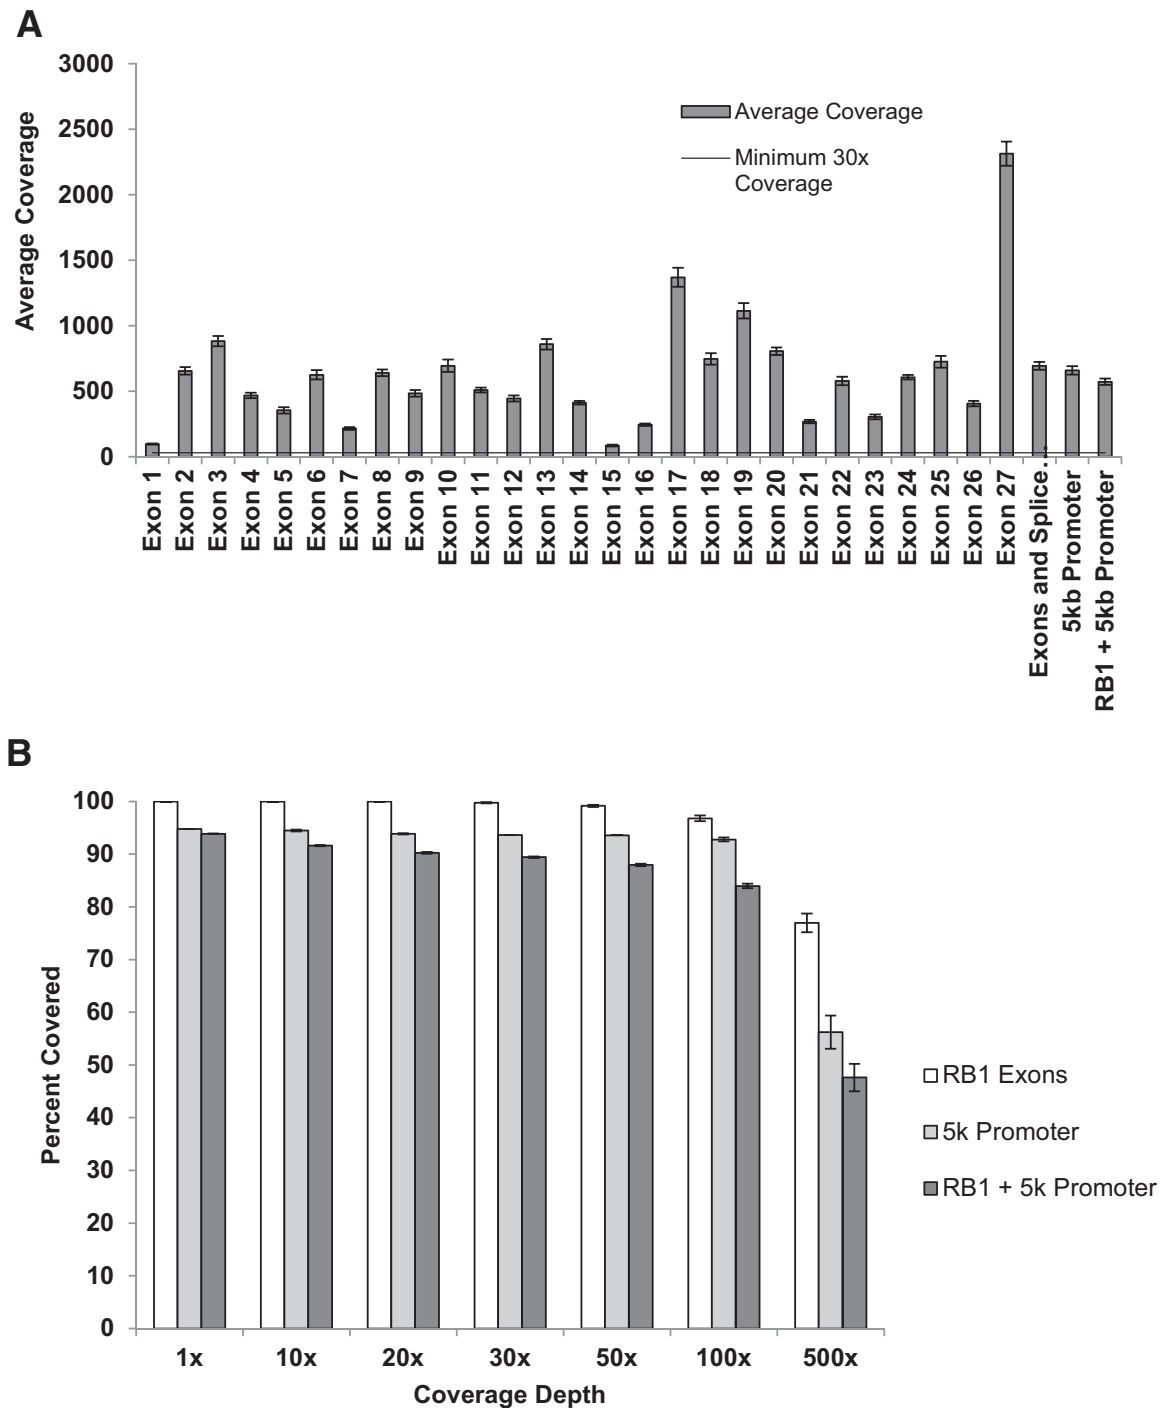 A
3000
2500
2000
1500
1000
500
0
Average Coverage
Average Coverage
Minimum 30x
Coverage
Exon 1
Exon 2
Exon 3
Exon 4
Exon 5
Exon 6
Exon 7
Exon 8
Exon 9
Exon 10
Exon 11
Exon 12
Exon 13
Exon 14
Exon 15
Exon 16
Exon 17
Exon 18
Exon 19
Exon 20
Exon 21
Exon 22
Exon 23
Exon 24
Exon 25
Exon 26
Exon 27
Exons and Splice...
5kb Promoter
RB1 + 5kb Promoter
B
100
90
80
70
60
50
40
30
20
10
0
Percent Covered
1x 10x 20x 30x 50x 100x 500x
Coverage Depth
RB1 Exons
5k Promoter
RB1 + 5k Promoter